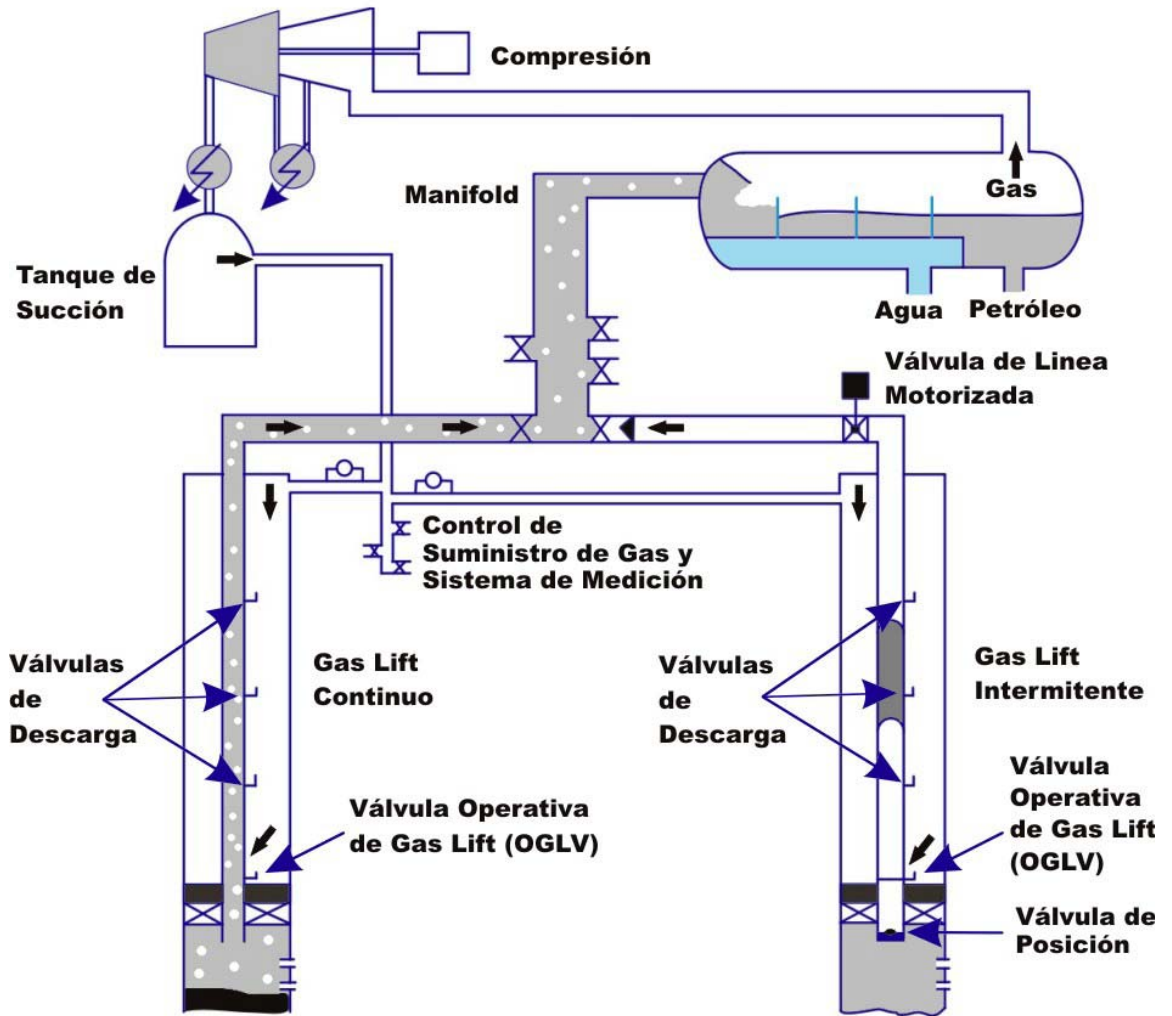 Compresión
Manifold
Gas
Tanque de
Succión
Agua
Petróleo
Válvula de Linea
Motorizada
Control de
Suministro de Gas y
Sistema de Medición
Válvulas
de
Descarga
Gas Lift
Continuo
Válvulas
de
Descarga
Gas Lift
Intermitente
Válvula Operativa
de Gas Lift (OGLV)
Válvula
Operativa
de Gas Lift
(OGLV)
Válvula de
Posición